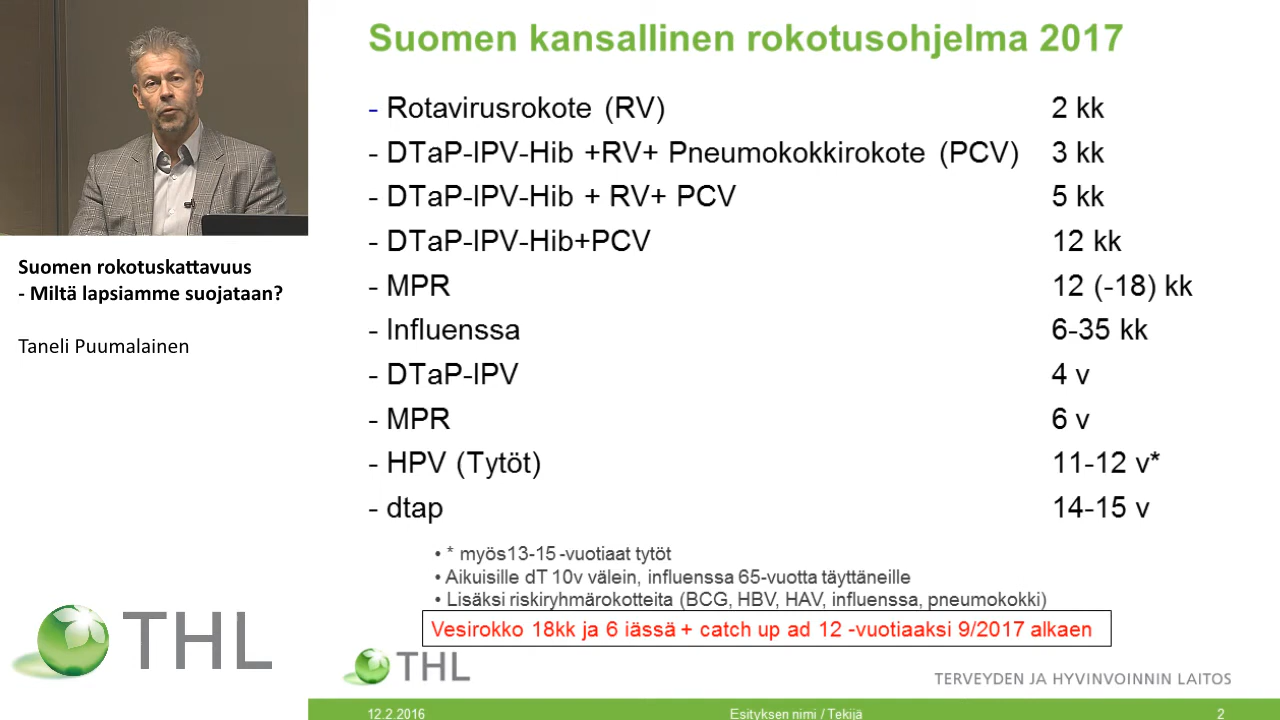 Suomen kansallinen rokotusohjelma 2017
- Rotavirusrokote (RV) 2 kk
- DTaP-IPV-Hib +RV+ Pneumokokkirokote (PCV) 3 kk
- DTaP-IPV-Hib + RV+ PCV 5 kk
- DTaP-IPV-Hib+PCV 12 kk
- MPR 12 (-18) kk
- Influenssa 6-35 kk
- DTaP-IPV 4 v
- MPR 6 v
- HPV (Tytöt) 11-12 v*
- dtap 14-15 v
• * myös13-15 -vuotiaat tytöt
• Aikuisille dT 10v välein, influenssa 65-vuotta täyttäneille
• Lisäksi riskiryhmärokotteita (BCG, HBV, HAV, influenssa, pneumokokki)
Vesirokko 18kk ja 6 iässä + catch up ad 12 -vuotiaaksi 9/2017 alkaen
THL
TERVEYDEN JA HYVINVOINNIN LAITOS
12.2.2016 Esityksen nimi / Tekijä 2
Suomen rokotuskattavuus
- Miltä lapsiamme suojataan?
Taneli Puumalainen
THL